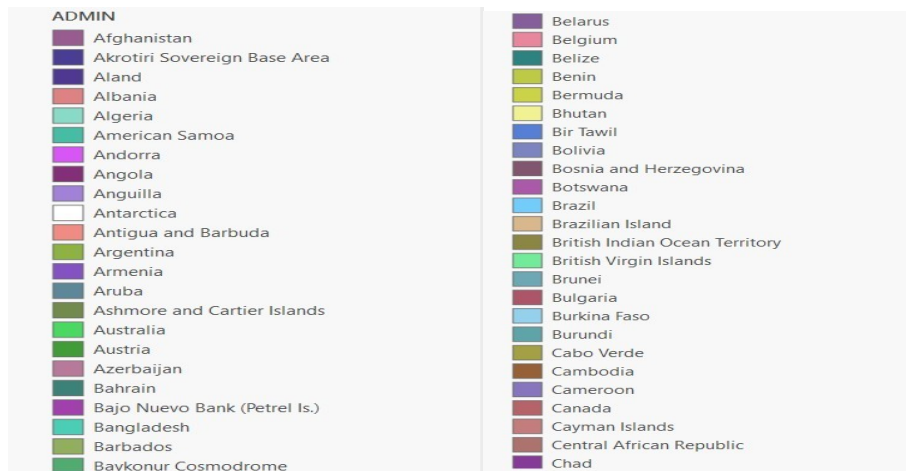 ADMIN
Afghanistan
Akrotiri Sovereign Base Area
Aland
Albania
Algeria
American Samoa
Andorra
Angola
Anguilla
Antarctica
Antigua and Barbuda
Argentina
Armenia
Aruba
Ashmore and Cartier Islands
Australia
Austria
Azerbaijan
Bahrain
Bajo Nuevo Bank (Petrel Is.)
Bangladesh
Barbados
Baykonur Cosmodrome
Belarus
Belgium
Belize
Benin
Bermuda
Bhutan
Bir Tawil
Bolivia
Bosnia and Herzegovina
Botswana
Brazil
Brazilian Island
British Indian Ocean Territory
British Virgin Islands
Brunei
Bulgaria
Burkina Faso
Burundi
Cabo Verde
Cambodia
Cameroon
Canada
Cayman Islands
Central African Republic
Chad